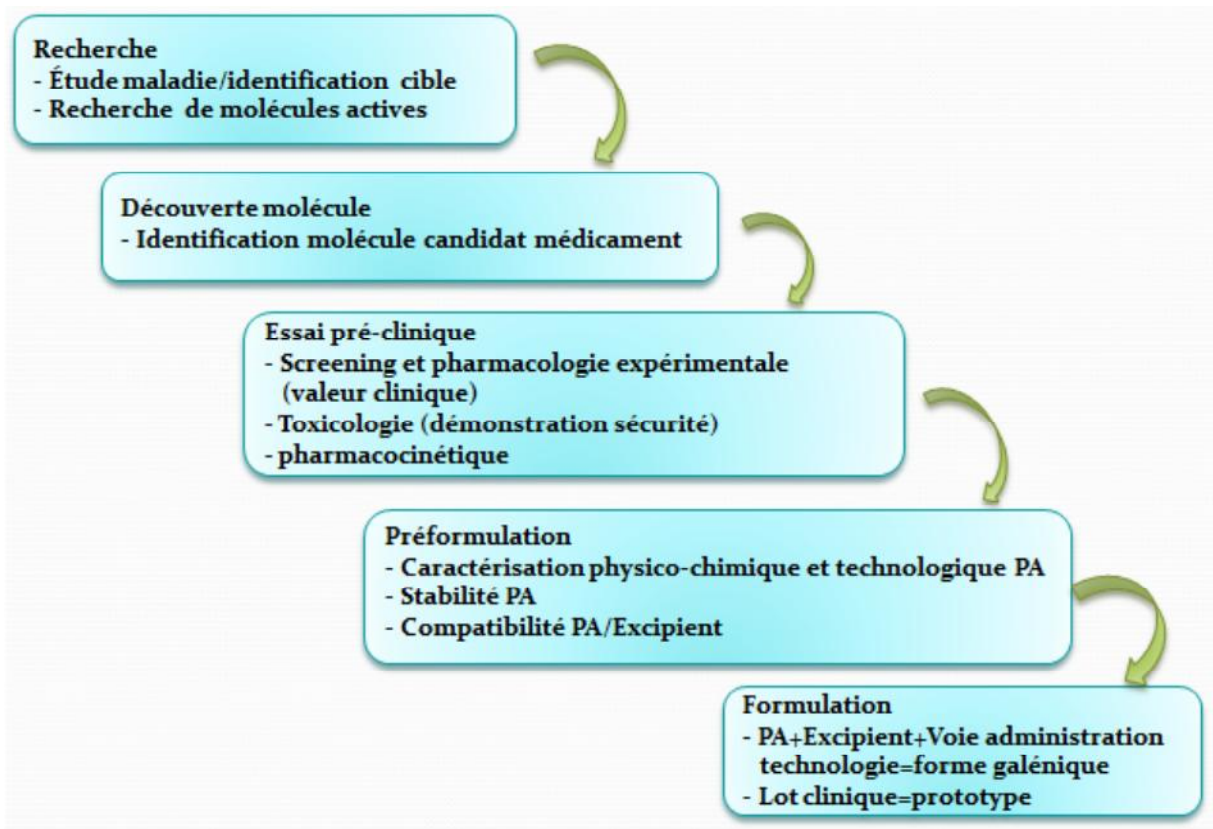 Recherche
- Étude maladie/identification cible
- Recherche de molécules actives
Découverte molécule
- Identification molécule candidat médicament
Essai pré-clinique
- Screening et pharmacologie expérimentale
(valeur clinique)
- Toxicologie (démonstration sécurité)
- pharmacocinétique
Préformulation
- Caractérisation physico-chimique et technologique PA
- Stabilité PA
- Compatibilité PA/Excipient
Formulation
- PA+Excipient+Voie administration
technologie=forme galénique
- Lot clinique=prototype